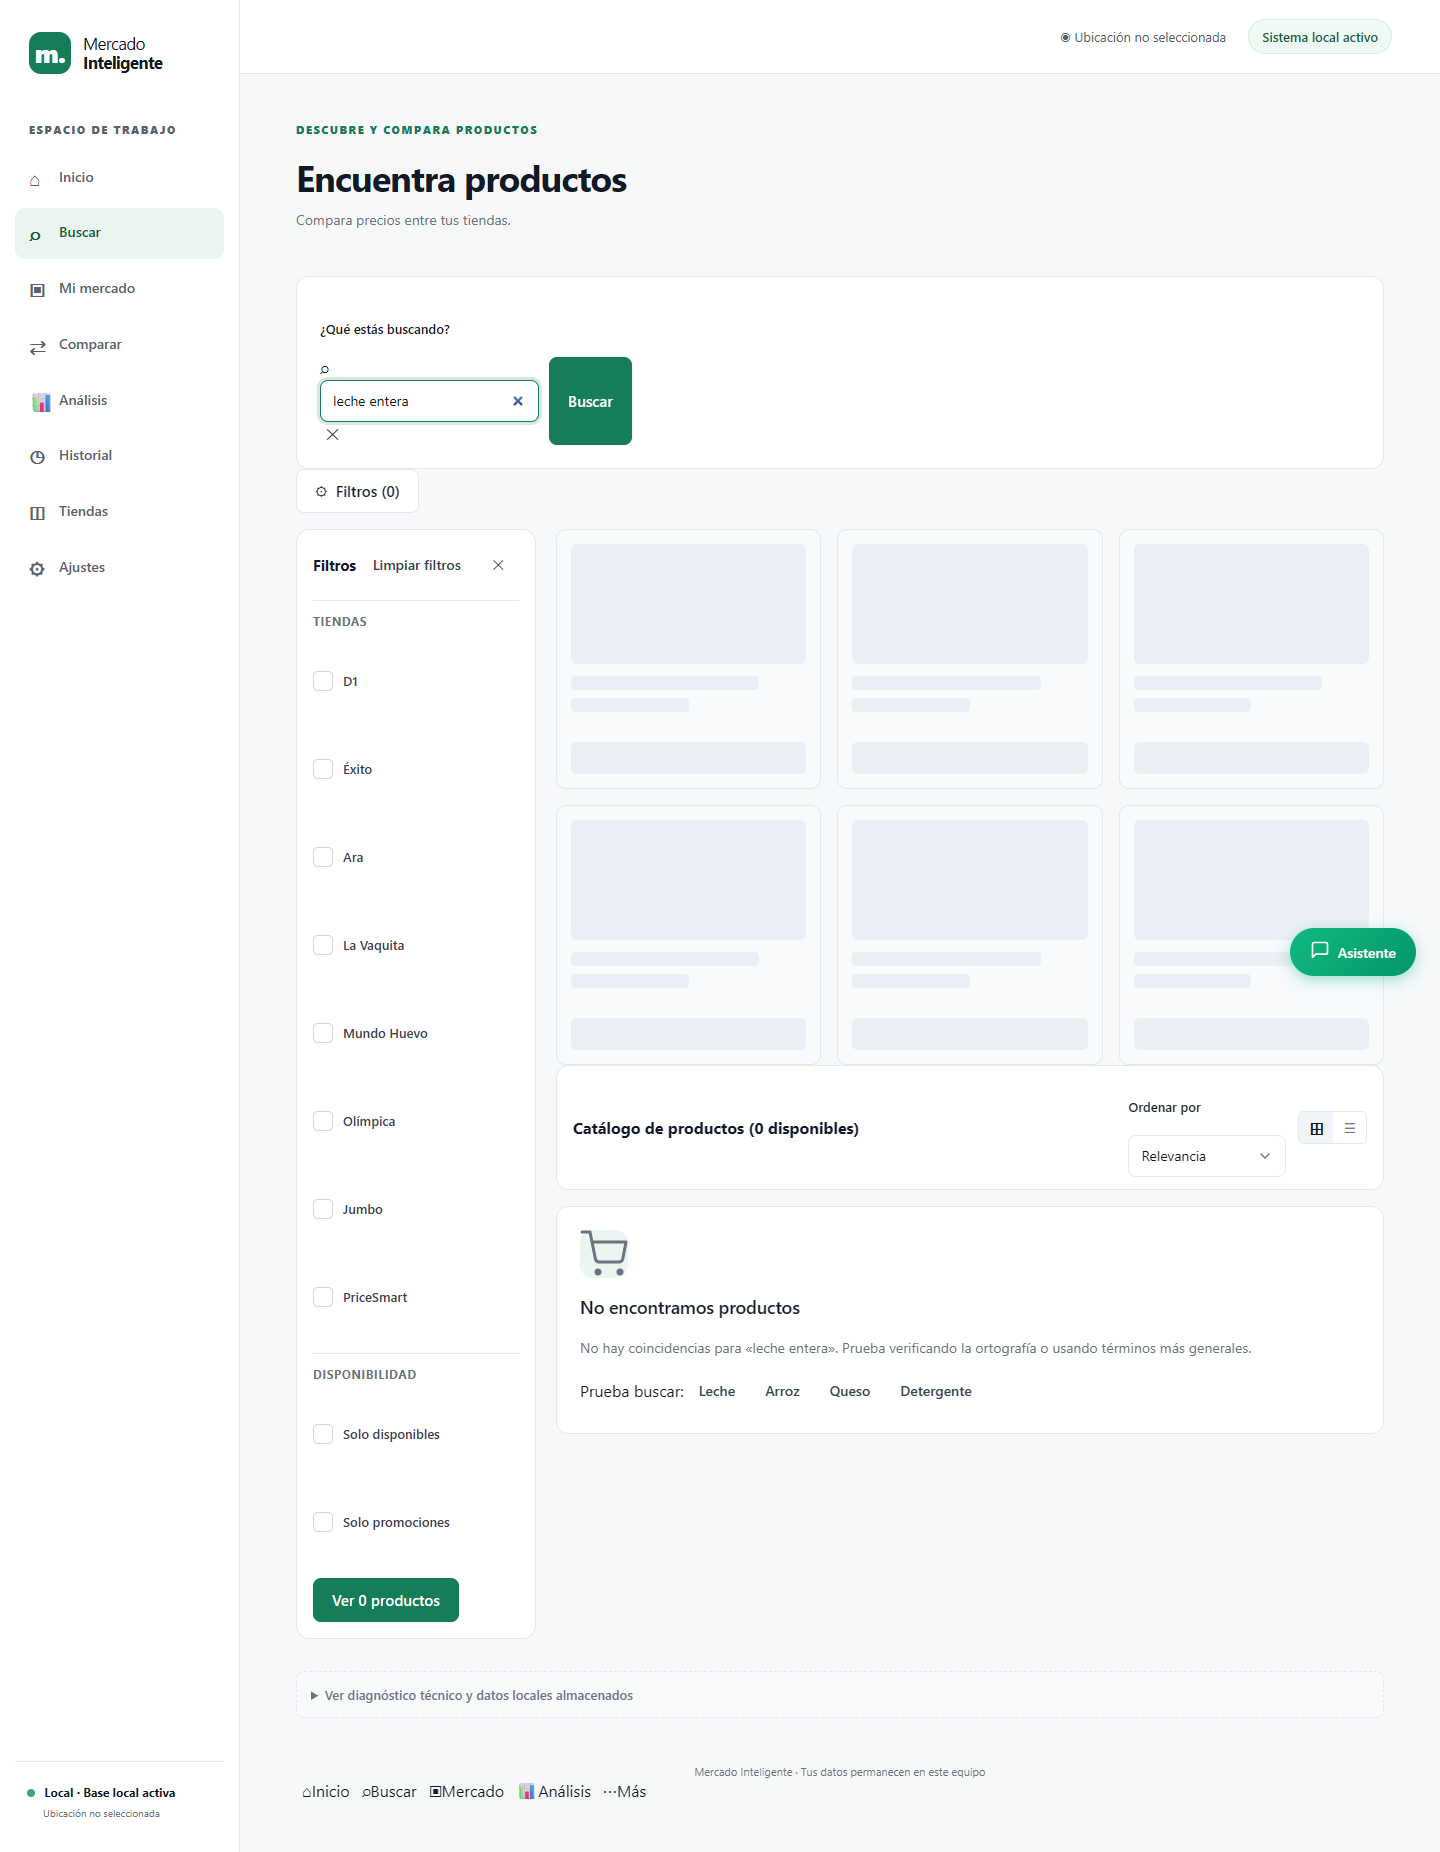 m.
Mercado
Inteligente
ESPACIO DE TRABAJO
Inicio
Buscar
Mi mercado
Comparar
Análisis
Historial
Tiendas
Ajustes
Local · Base local activa
Ubicación no seleccionada
Ubicación no seleccionada
Sistema local activo
DESCUBRE Y COMPARA PRODUCTOS
Encuentra productos
Compara precios entre tus tiendas.
¿Qué estás buscando?
leche entera
Buscar
Filtros (0)
Filtros Limpiar filtros
TIENDAS
D1
Éxito
Ara
La Vaquita
Mundo Huevo
Olímpica
Jumbo
PriceSmart
DISPONIBILIDAD
Solo disponibles
Solo promociones
Ver 0 productos
Asistente
Catálogo de productos (0 disponibles)
Ordenar por
Relevancia
No encontramos productos
No hay coincidencias para «leche entera». Prueba verificando la ortografía o usando términos más generales.
Prueba buscar: Leche Arroz Queso Detergente
Ver diagnóstico técnico y datos locales almacenados
Mercado Inteligente · Tus datos permanecen en este equipo
Inicio Buscar Mercado Análisis ···Más